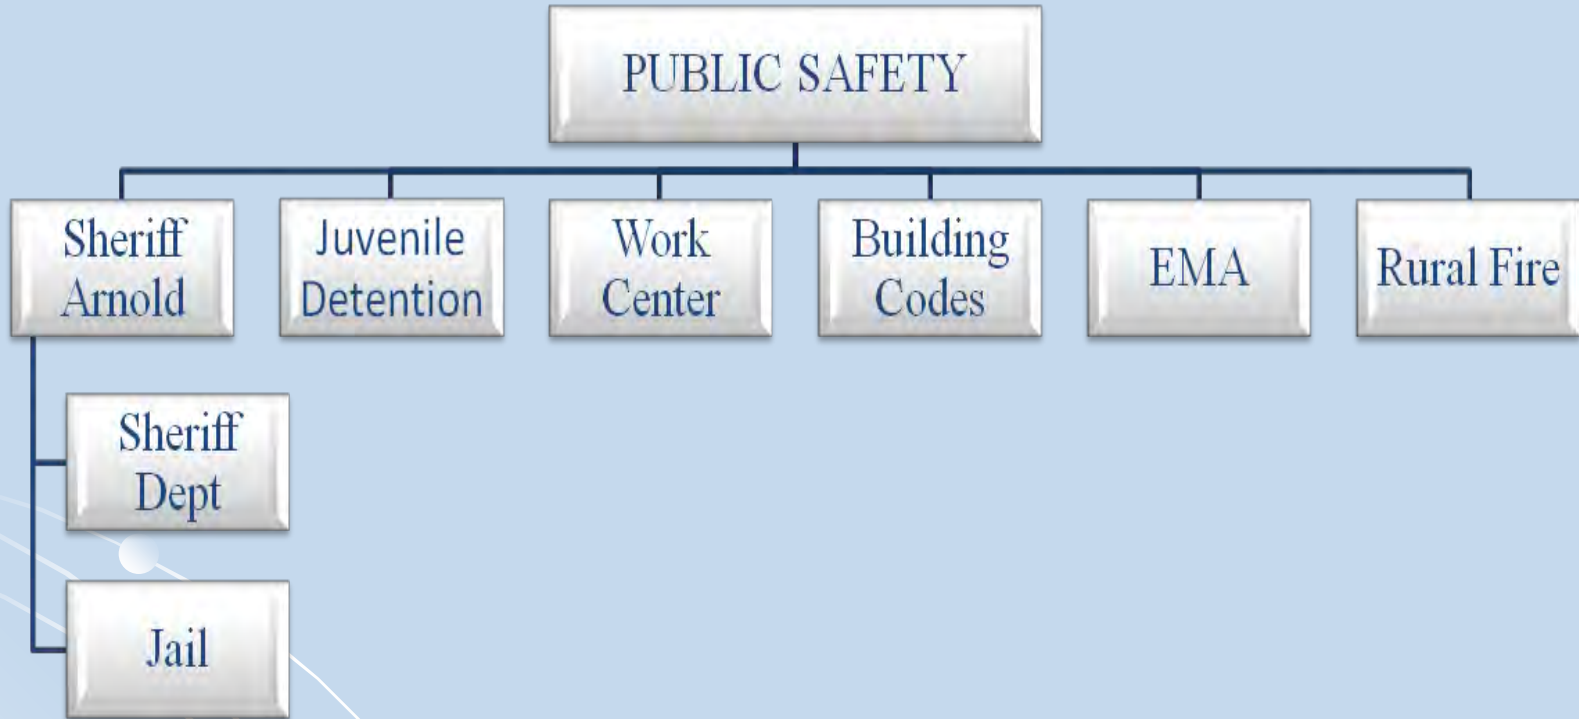 PUBLIC SAFETY
Sheriff
Arnold
Juvenile
Detention
Work
Center
Building
Codes
EMA
Rural Fire
Sheriff
Dept
Jail